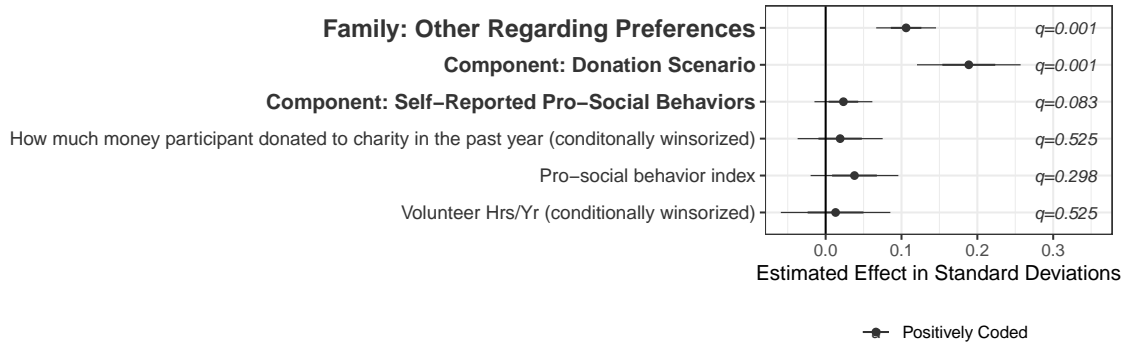 Family: Other Regarding Preferences q=0.001
Component: Donation Scenario q=0.001
Component: Self−Reported Pro−Social Behaviors q=0.083
How much money participant donated to charity in the past year (conditonally winsorized) q=0.525
Pro−social behavior index q=0.298
Volunteer Hrs/Yr (conditionally winsorized) q=0.525
0.0 0.1 0.2 0.3
Estimated Effect in Standard Deviations
Positively Coded